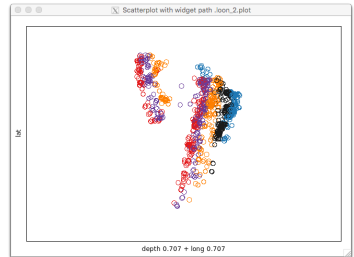 Scatterplot with widget path .loon_2.plot
lat
depth 0.707 + long 0.707